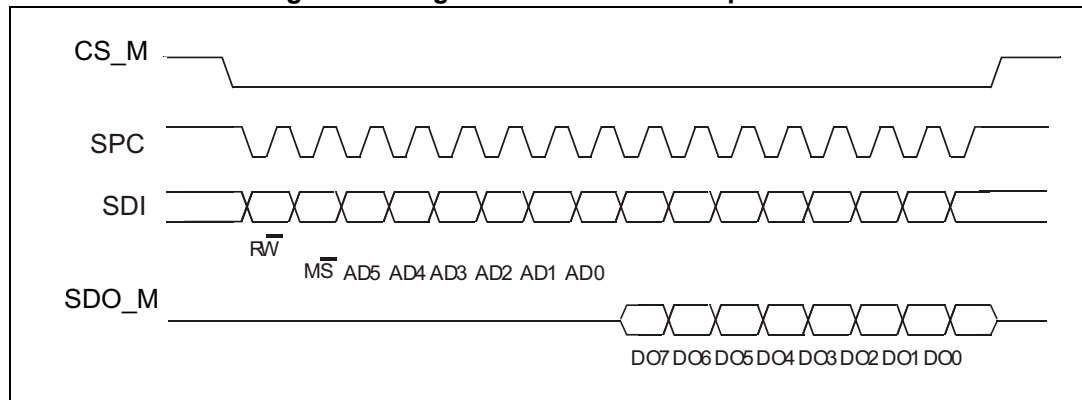 CS_M
SPC
SDI
RW
MS AD5 AD4 AD3 AD2 AD1 AD0
SDO_M
DO7 DO6 DO5 DO4 DO3 DO2 DO1 DO0